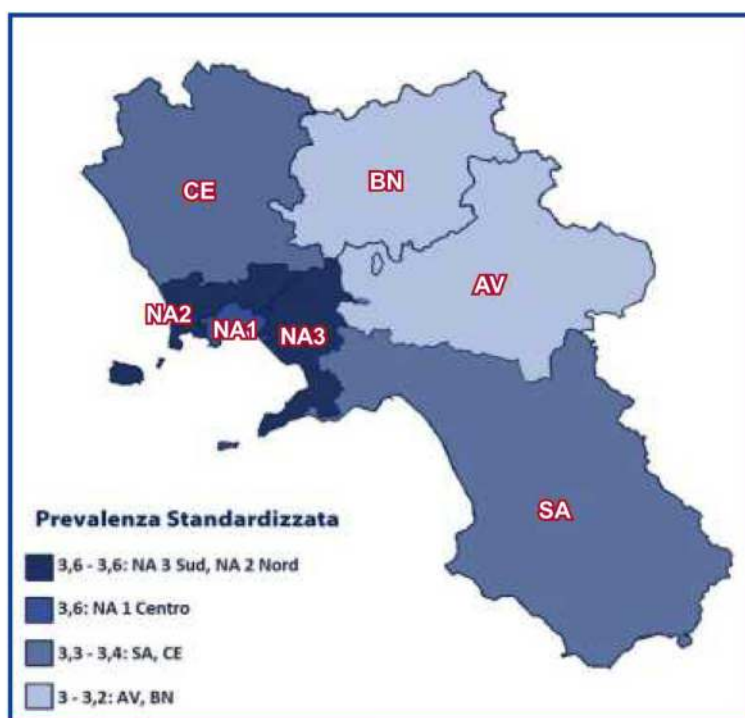 CE
BN
AV
NA2
NA1
NA3
SA
Prevalenza Standardizzata
3,6 - 3,6: NA 3 Sud, NA 2 Nord
3,6: NA 1 Centro
3,3 - 3,4: SA, CE
3 - 3,2: AV, BN